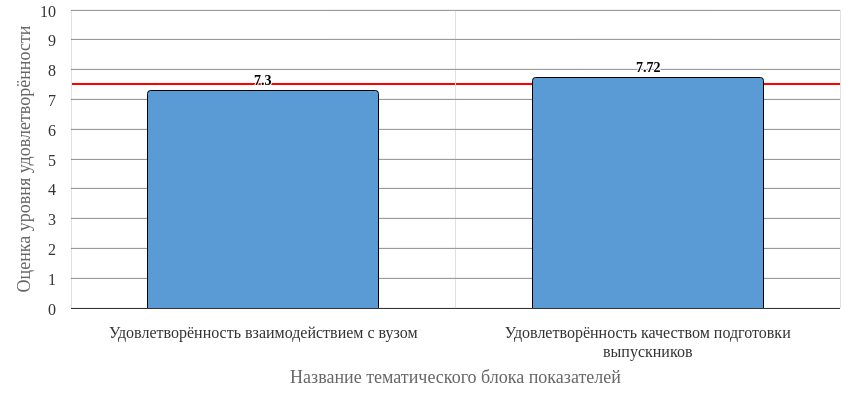 Оценка уровня удовлетворённости
10
9
8
7
6
5
4
3
2
1
0
7.3
7.72
Удовлетворённость взаимодействием с вузом
Удовлетворённость качеством подготовки
выпускников
Название тематического блока показателей